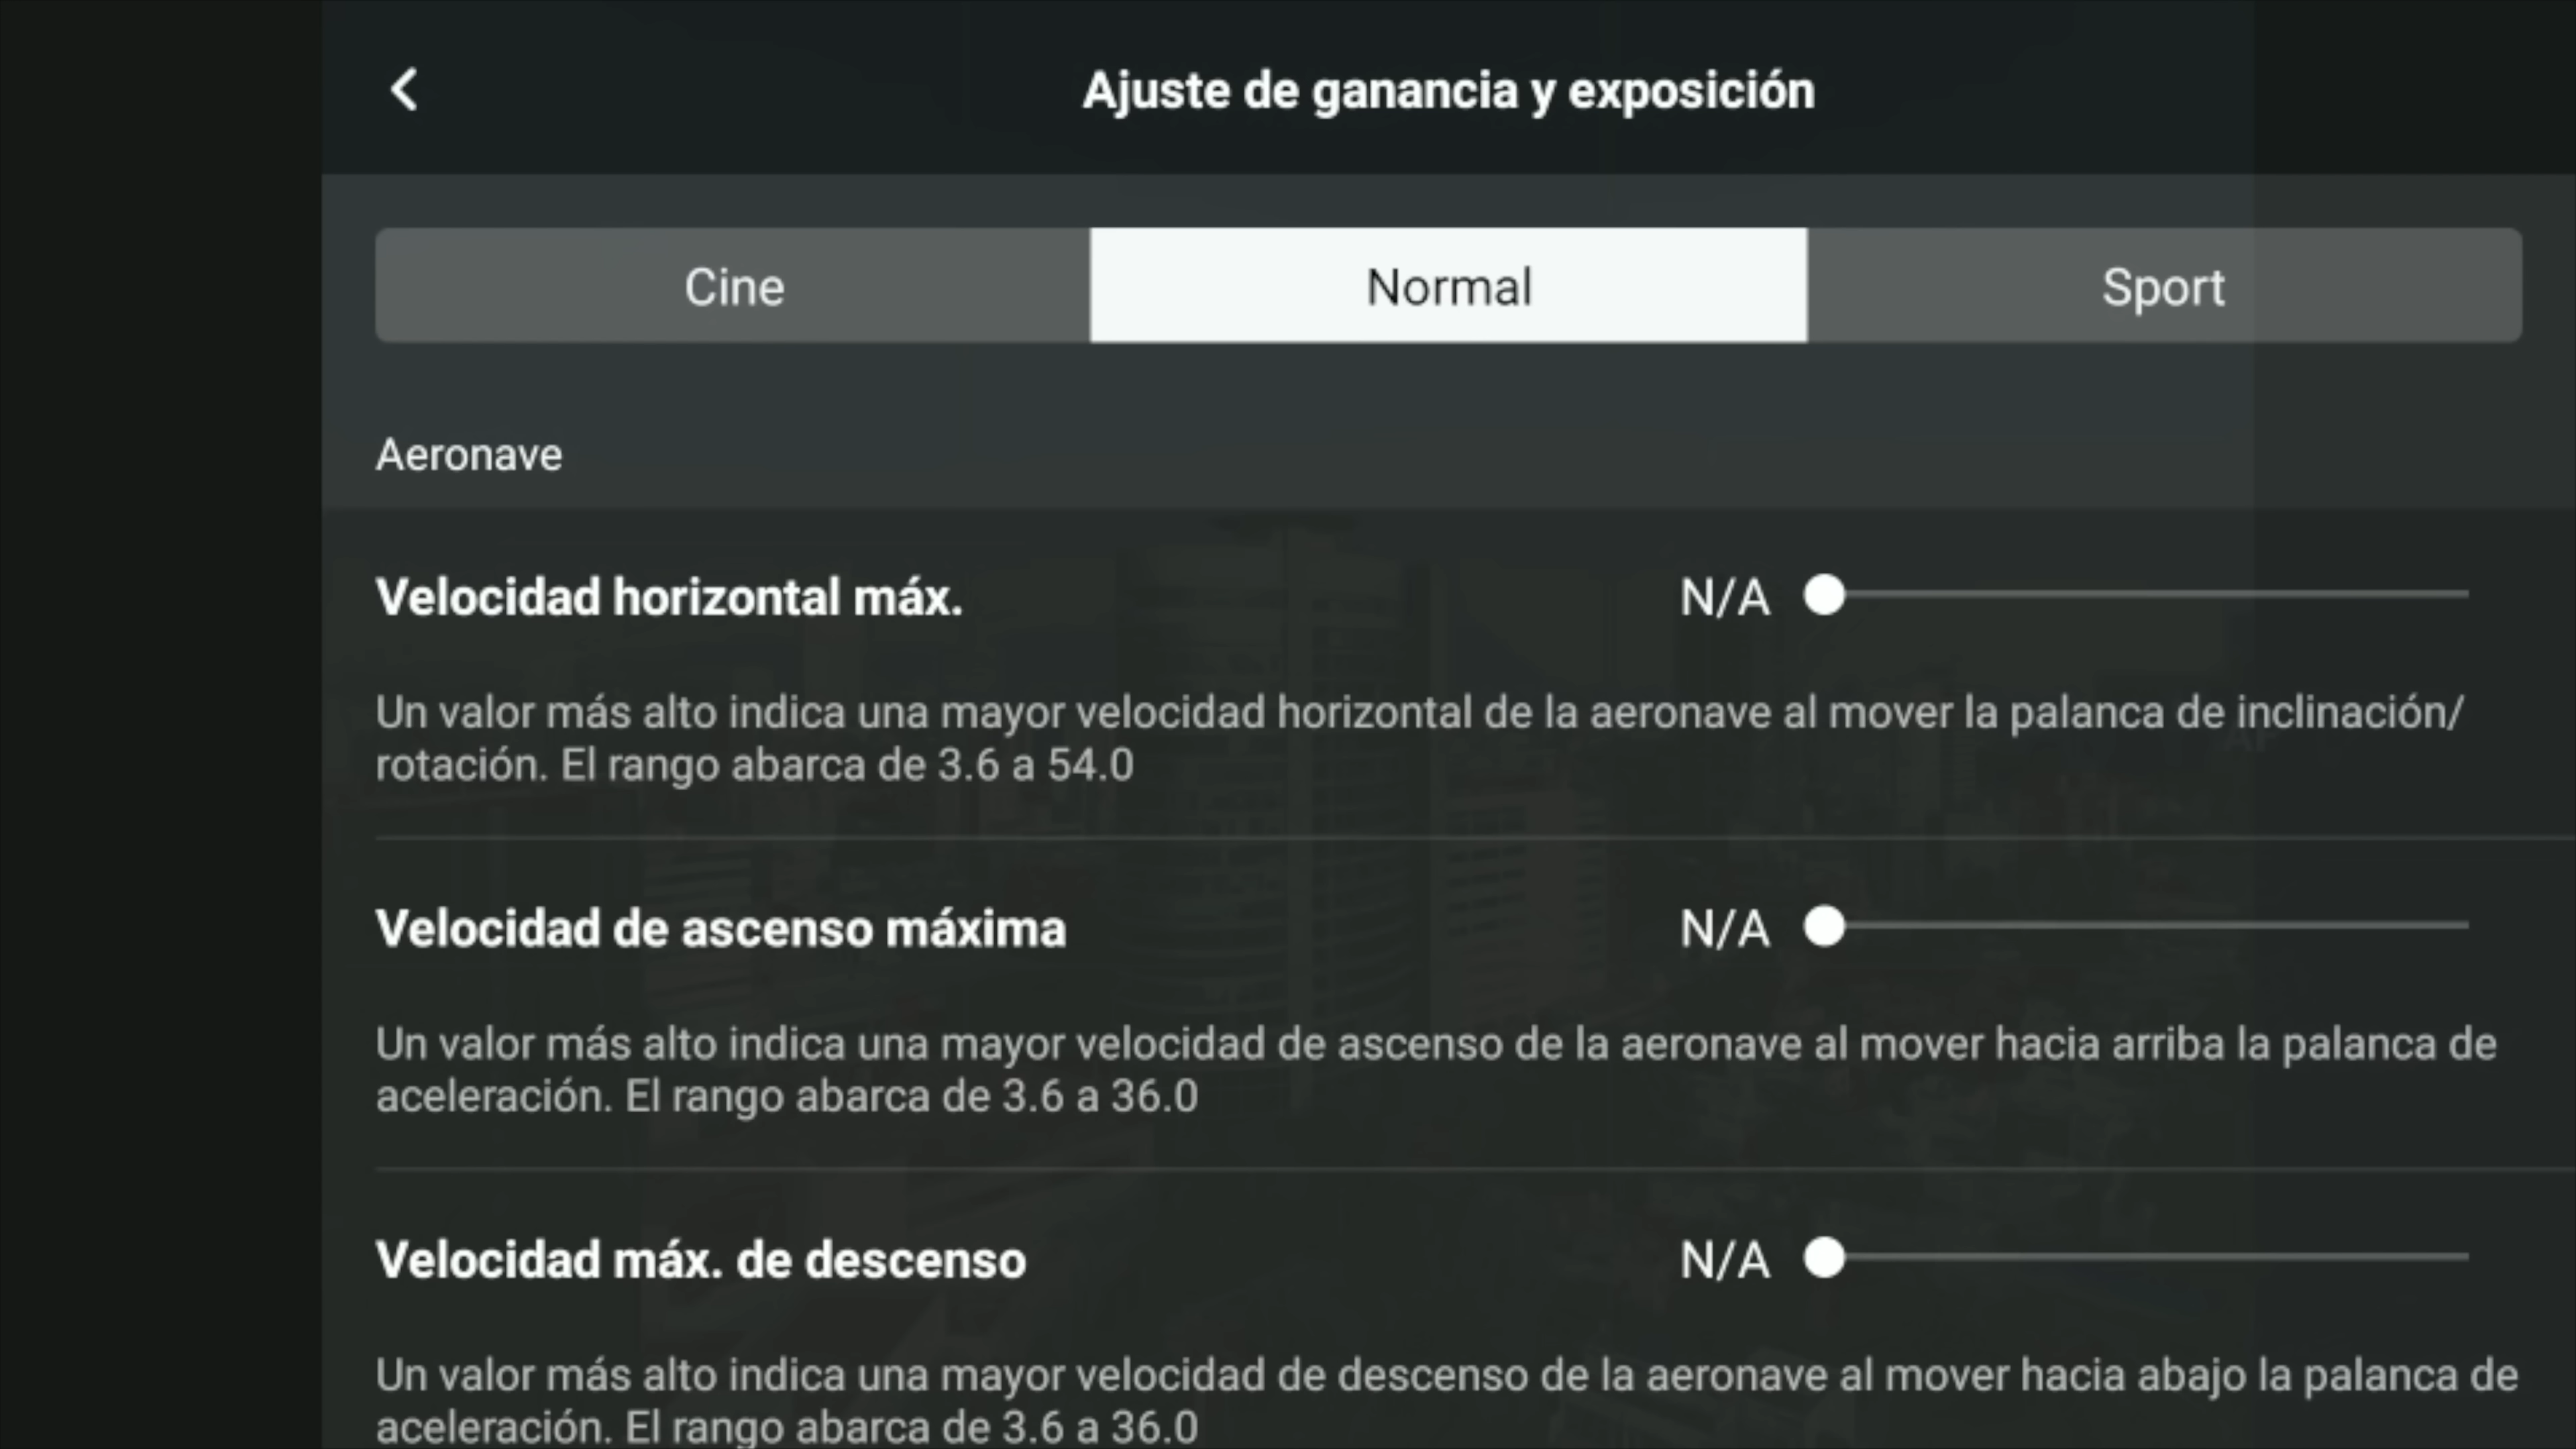 Ajuste de ganancia y exposición
Cine
Normal
Sport
Aeronave
Velocidad horizontal máx.
N/A
Un valor más alto indica una mayor velocidad horizontal de la aeronave al mover la palanca de inclinación/
rotación. El rango abarca de 3.6 a 54.0
Velocidad de ascenso máxima
N/A
Un valor más alto indica una mayor velocidad de ascenso de la aeronave al mover hacia arriba la palanca de
aceleración. El rango abarca de 3.6 a 36.0
Velocidad máx. de descenso
N/A
Un valor más alto indica una mayor velocidad de descenso de la aeronave al mover hacia abajo la palanca de
aceleración. El rango abarca de 3.6 a 36.0